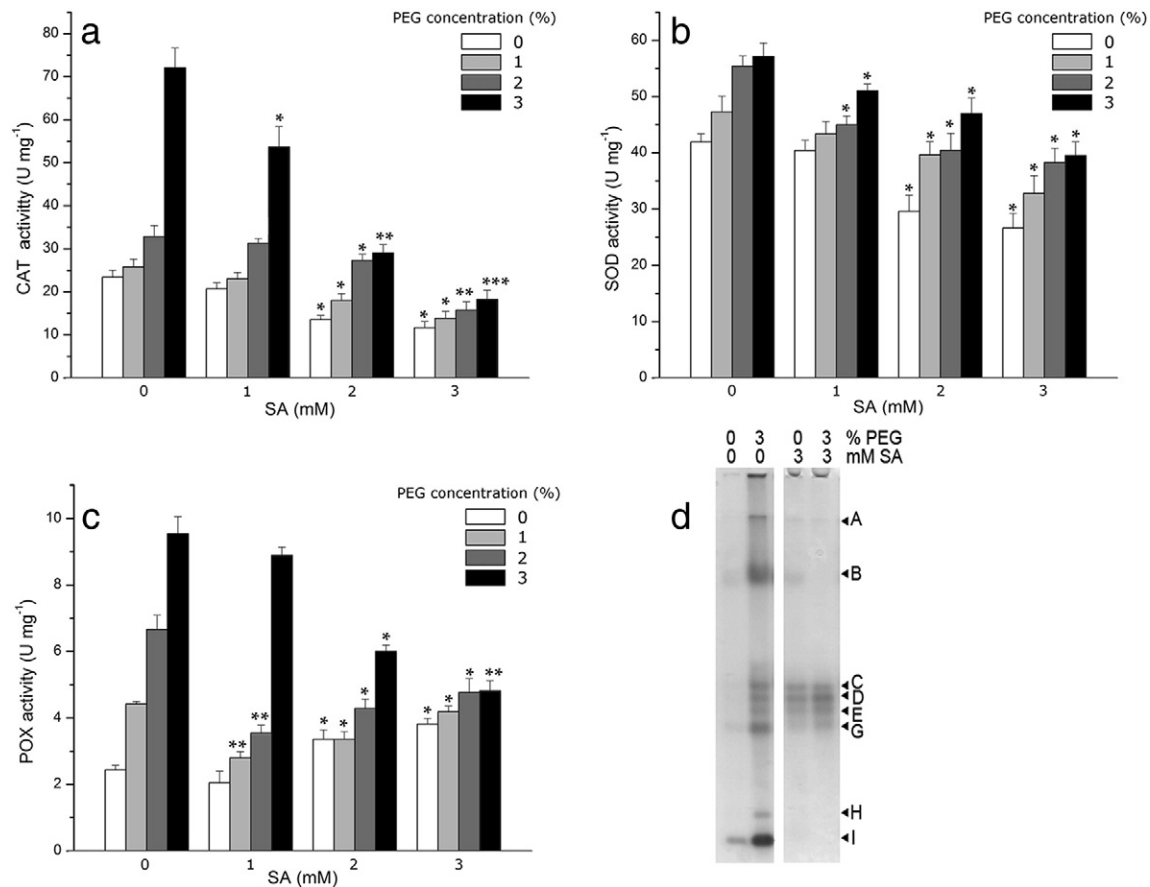 a
PEG concentration (%)
0
1
2
3
80
70
60
50
40
30
20
10
0
CAT activitty (U mg-1)
*
* * * **
* * ** ***
0 1 2 3
SA (mM)
b
PEG concentration (%)
0
1
2
3
60
50
40
30
20
10
0
SOD activity (U mg-1)
* *
* * * *
* * * *
0 1 2 3
SA (mM)
c
PEG concentration (%)
0
1
2
3
10
8
6
4
2
0
POX activity (U mg-1)
** **
* * * *
* * * **
0 1 2 3
SA (mM)
d
0 3 0 3 % PEG
0 0 3 3 mM SA
A
B
C
D
E
G
H
I